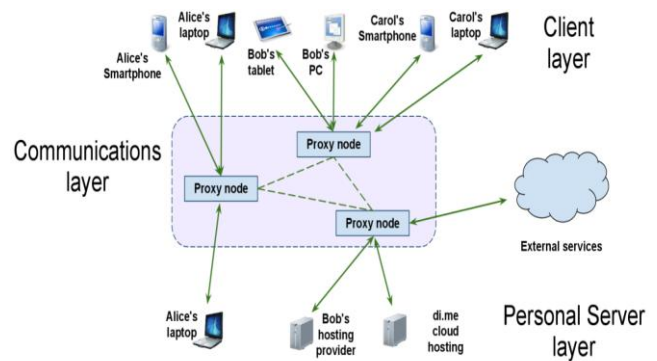 Alice's
laptop
Alice's
Smartphone
Bob's
tablet
Bob's
PC
Carol's
Smartphone
Carol's
laptop
Client
layer
Communications
layer
Proxy node
Proxy node
Proxy node
External services
Alice's
laptop
Bob's
hosting
provider
di.me
cloud
hosting
Personal Server
layer